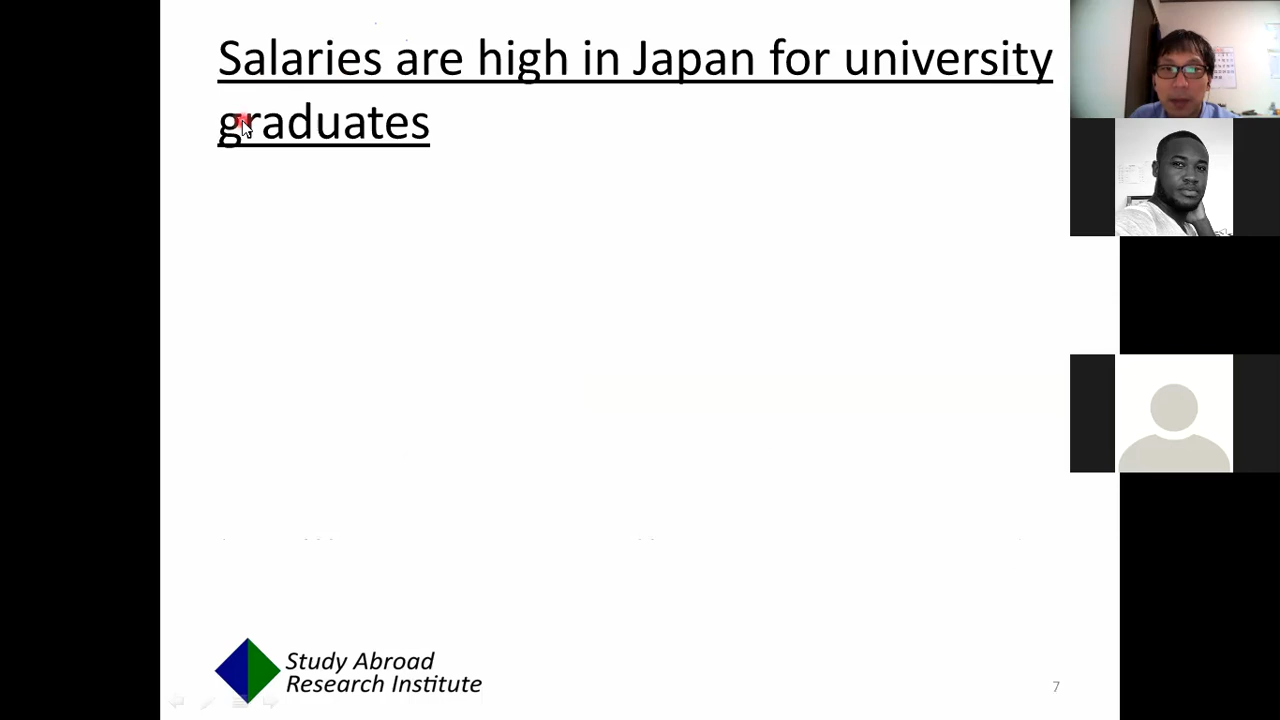 Salaries are high in Japan for university
graduates
Study Abroad
Research Institute
7